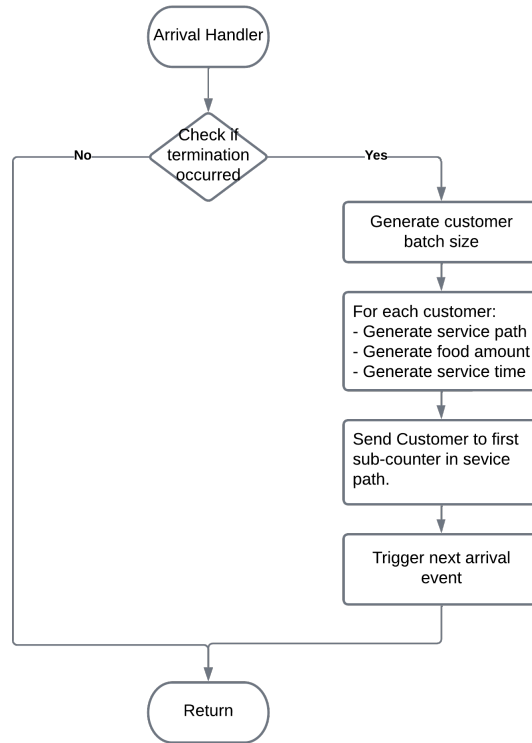 Arrival Handler
Check if
termination
occurred
No
Yes
Generate customer
batch size
For each customer:
- Generate service path
- Generate food amount
- Generate service time
Send Customer to first
sub-counter in sevice
path.
Trigger next arrival
event
Return